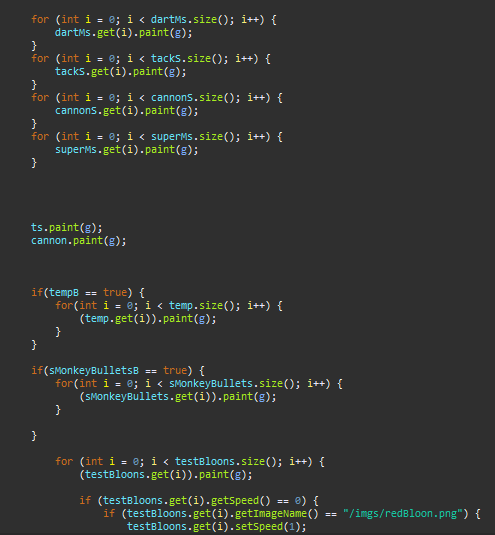 for (int i = 0; i < dartMs.size(); i++) {
dartMs.get(i).paint(g);
}
for (int i = 0; i < tackS.size(); i++) {
tackS.get(i).paint(g);
}
for (int i = 0; i < cannonS.size(); i++) {
cannonS.get(i).paint(g);
}
for (int i = 0; i < superMs.size(); i++) {
superMs.get(i).paint(g);
}
ts.paint(g);
cannon.paint(g);
if(tempB == true) {
for(int i = 0; i < temp.size(); i++) {
(temp.get(i)).paint(g);
}
}
if(sMonkeyBulletsB == true) {
for(int i = 0; i < sMonkeyBullets.size(); i++) {
(sMonkeyBullets.get(i)).paint(g);
}
}
for (int i = 0; i < testBloons.size(); i++) {
(testBloons.get(i)).paint(g);
if (testBloons.get(i).getSpeed() == 0) {
if (testBloons.get(i).getImageName() == "/imgs/redBloon.png") {
testBloons.get(i).setSpeed(1);